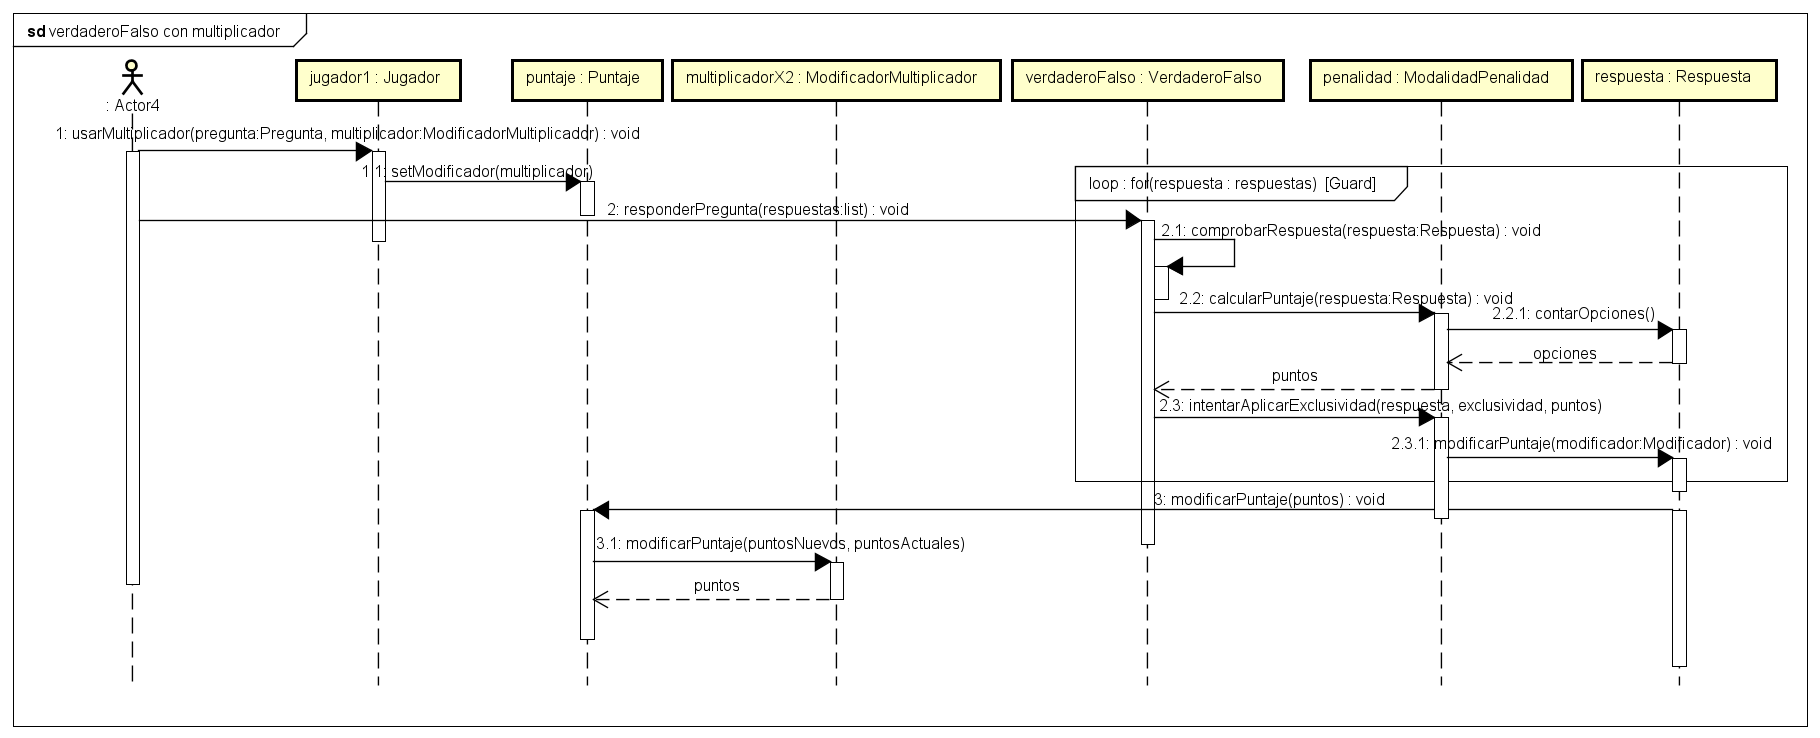 sd verdaderoFalso con multiplicador
: Actor4
jugador1 : Jugador
puntaje : Puntaje
multiplicadorX2 : ModificadorMultiplicador
verdaderoFalso : VerdaderoFalso
penalidad : ModalidadPenalidad
respuesta : Respuesta
1: usarMultiplicador(pregunta:Pregunta, multiplicador:ModificadorMultiplicador) : void
1.1: setModificador(multiplicador)
loop : for(respuesta : respuestas) [Guard]
2: responderPregunta(respuestas:list) : void
2.1: comprobarRespuesta(respuesta:Respuesta) : void
2.2: calcularPuntaje(respuesta:Respuesta) : void
2.2.1: contarOpciones()
opciones
puntos
2.3: intentarAplicarExclusividad(respuesta, exclusividad, puntos)
2.3.1: modificarPuntaje(modificador:Modificador) : void
3: modificarPuntaje(puntos) : void
3.1: modificarPuntaje(puntosNuevos, puntosActuales)
puntos